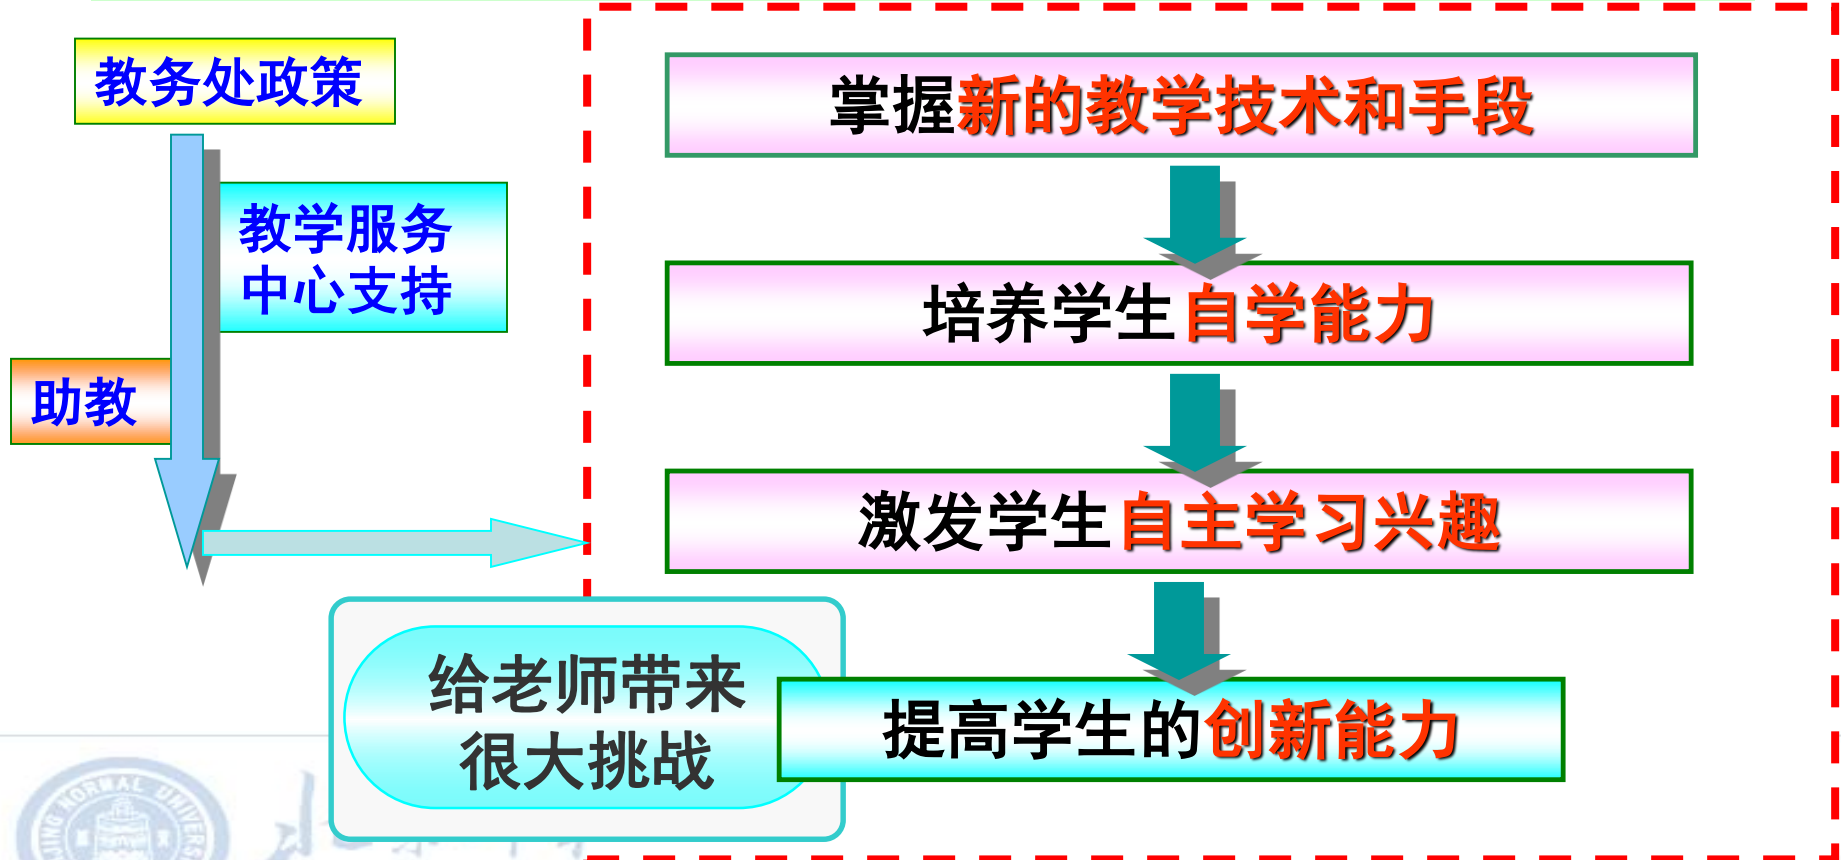 教务处政策
教学服务
中心支持
助教
掌握新的教学技术和手段
培养学生自学能力
激发学生自主学习兴趣
提高学生的创新能力
给老师带来
很大挑战
NORMAL UNIVERS